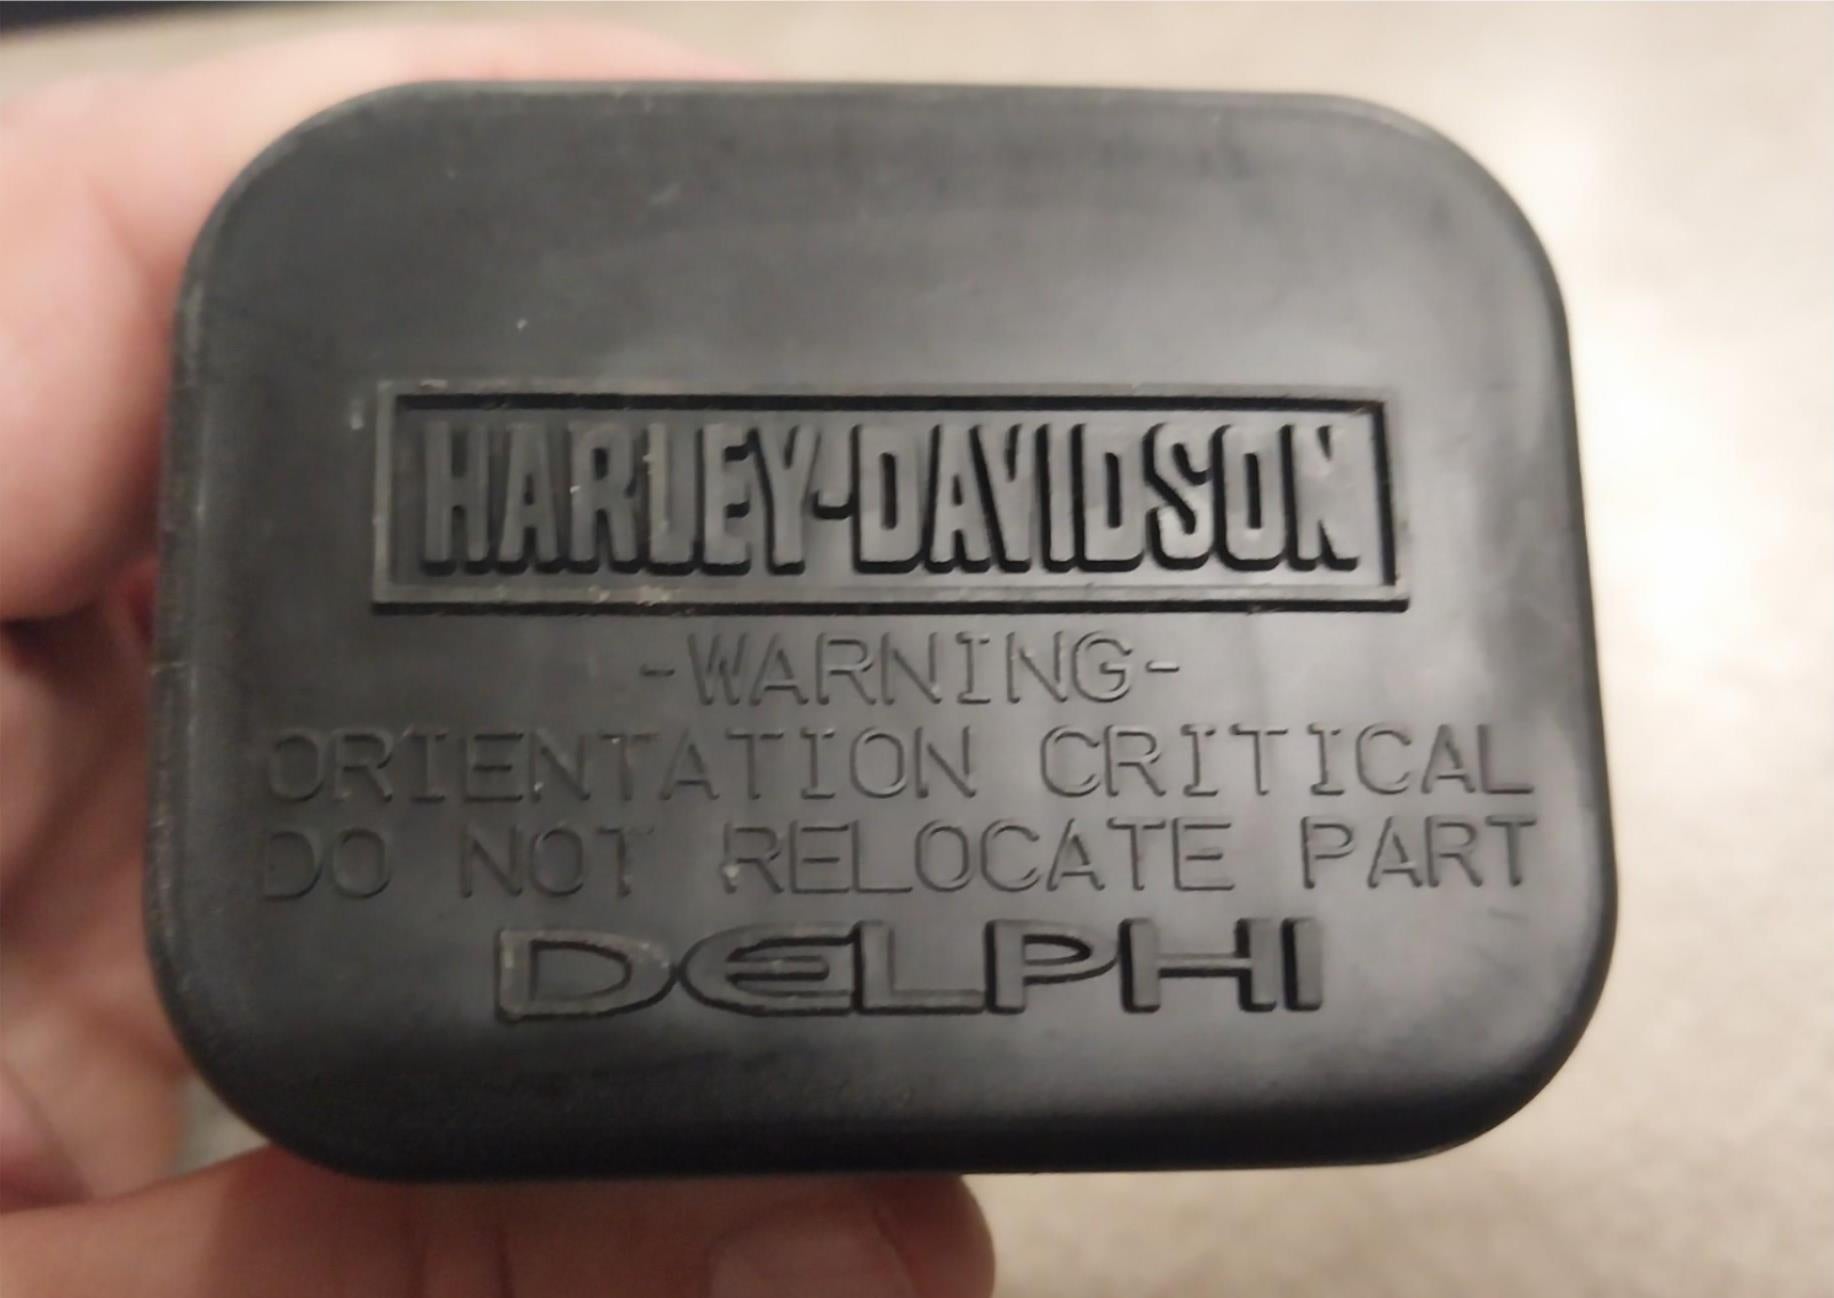 HARLEY-DAVIDSON
-WARNING-
ORIENTATION CRITICAL
DO NOT RELOCATE PART
DELPHI